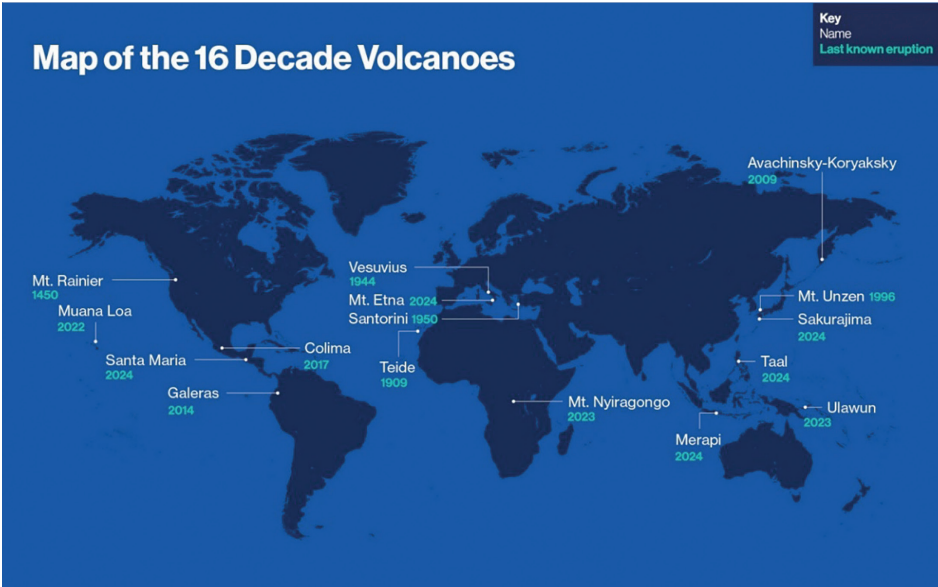 Key
Name
Last known eruption
Map of the 16 Decade Volcanoes
Avachinsky-Koryaksky
2009
Mt. Rainier
1450
Muana Loa
2022
Santa Maria
2024
Galeras
2014
Colima
2017
Vesuvius
1944
Mt. Etna 2024
Santorini 1950
Teide
1909
Mt. Nyiragongo
2023
Mt. Unzen 1996
Sakurajima
2024
Taal
2024
Ulawun
2023
Merapi
2024